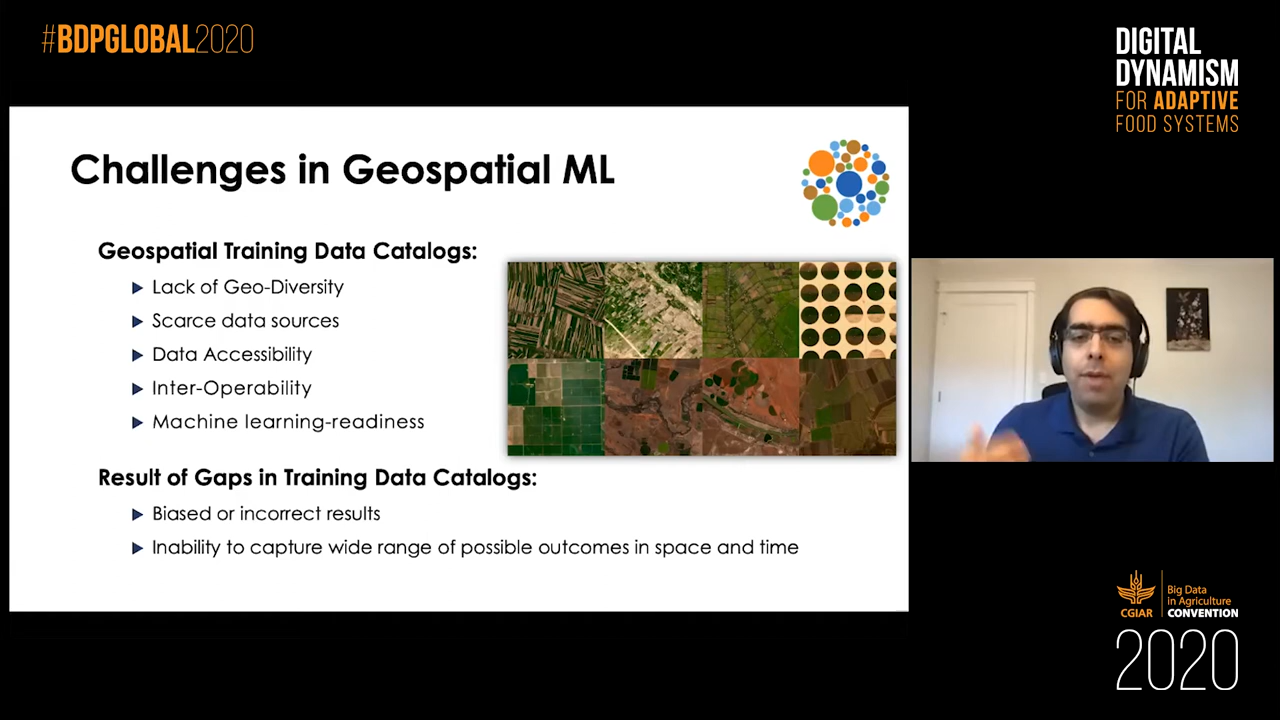 #BDPGLOBAL2020
DIGITAL
DYNAMISM
FOR ADAPTIVE
FOOD SYSTEMS
Challenges in Geospatial ML
Geospatial Training Data Catalogs:
Lack of Geo-Diversity
Scarce data sources
Data Accessibility
Inter-Operability
Machine learning-readiness
Result of Gaps in Training Data Catalogs:
Biased or incorrect results
Inability to capture wide range of possible outcomes in space and time
CGIAR
Big Data
in Agriculture
CONVENTION
2020